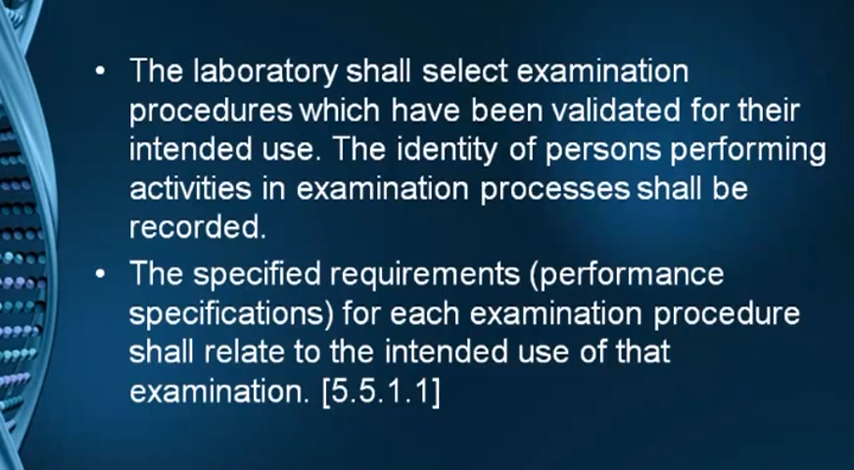 • The laboratory shall select examination
procedures which have been validated for their
intended use. The identity of persons performing
activities in examination processes shall be
recorded.
• The specified requirements (performance
specifications) for each examination procedure
shall relate to the intended use of that
examination. [5.5.1.1]